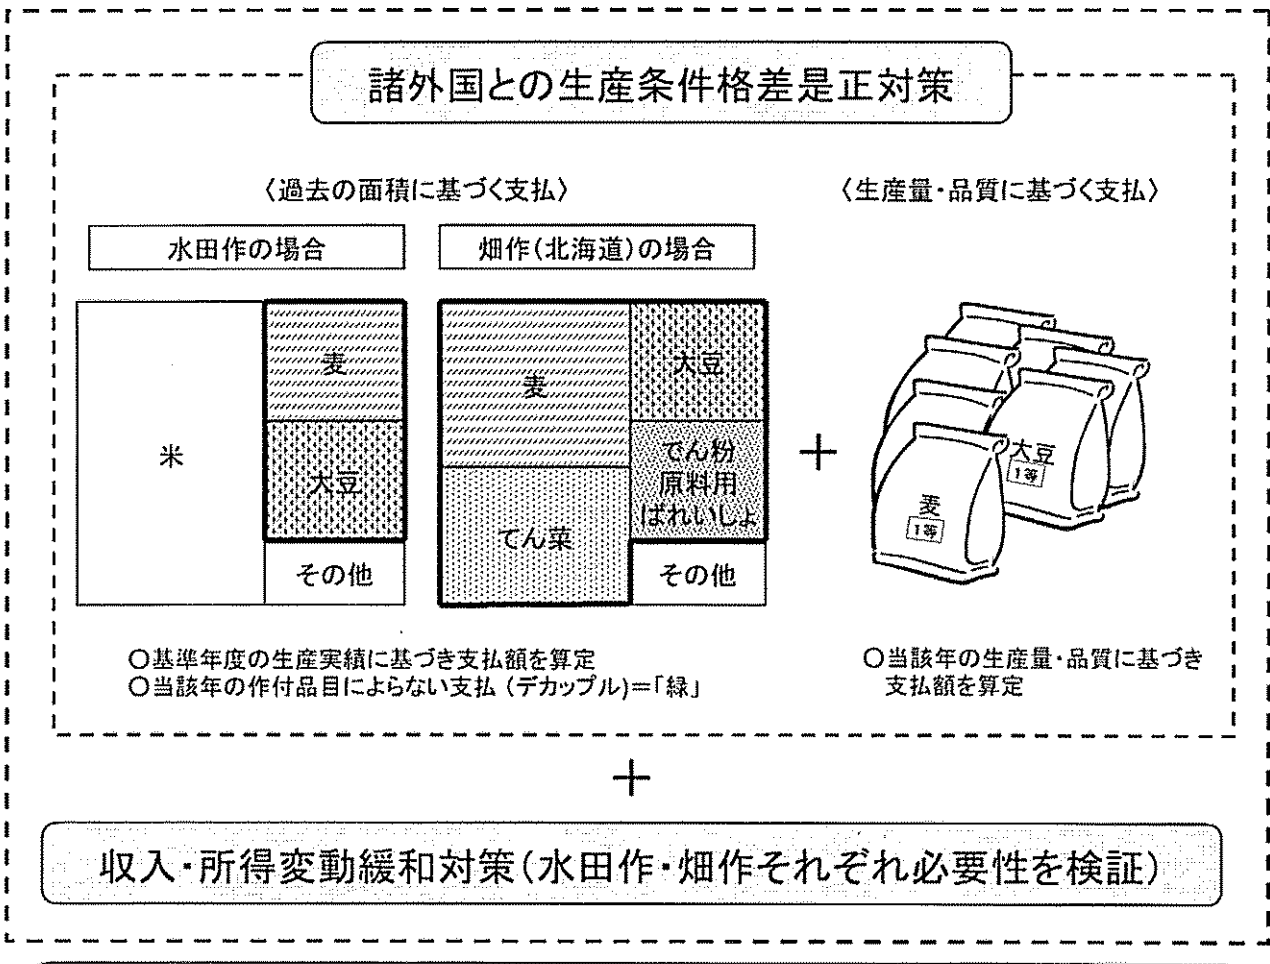 諸外国との生産条件格差是正対策
〈過去の面積に基づく支払〉
〈生産量・品質に基づく支払〉
水田作の場合
畑作(北海道)の場合
米
麦
大豆
その他
麦
てん菜
大豆
でん粉
原料用
ばれいしょ
その他
+
大豆
1等
麦
1等
○基準年度の生産実績に基づき支払額を算定
○当該年の作付品目によらない支払(デカップル)=「緑」
○当該年の生産量・品質に基づき
支払額を算定
+
収入・所得変動緩和対策(水田作・畑作それぞれ必要性を検証)